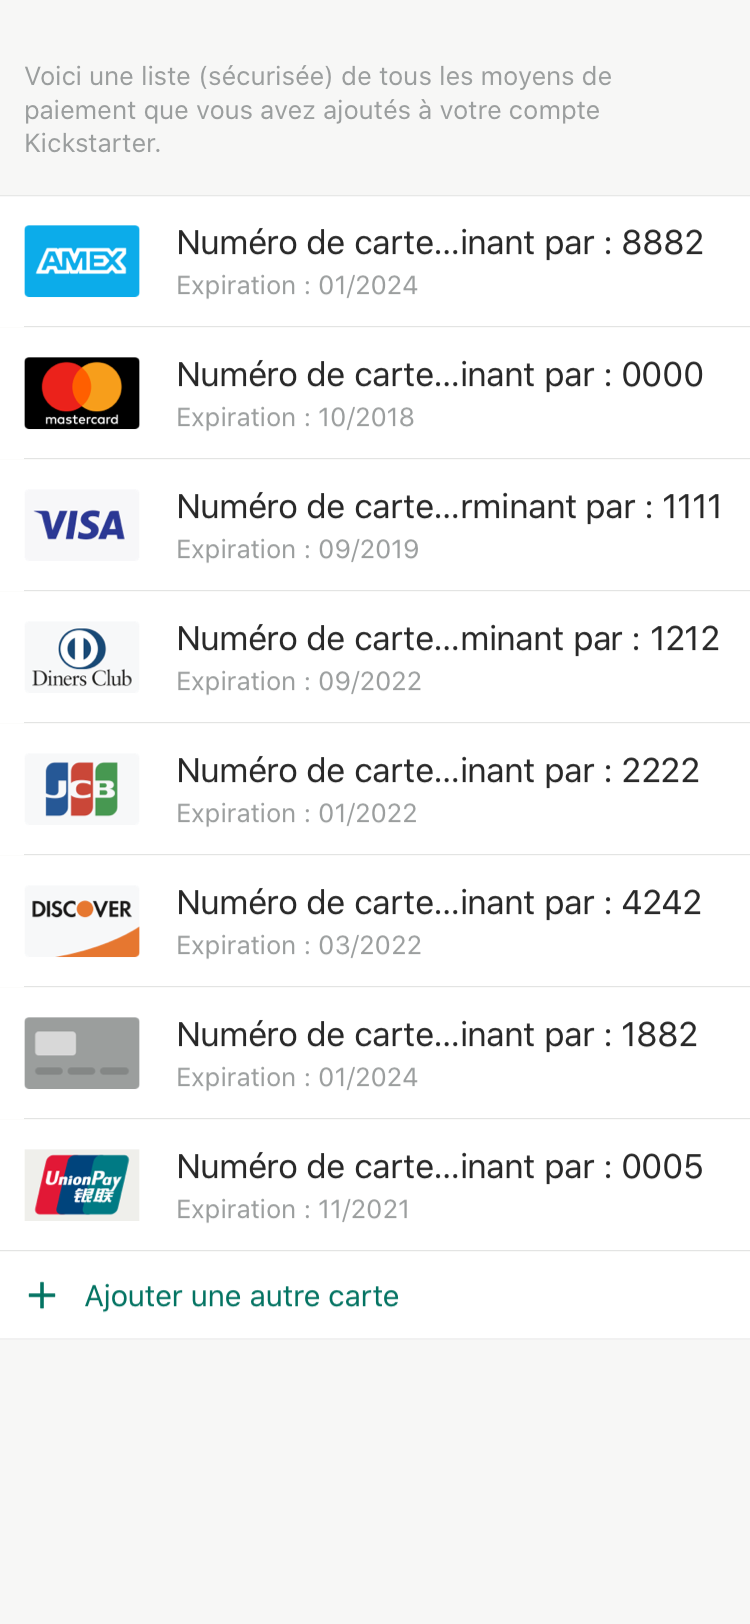 Voici une liste (sécurisée) de tous les moyens de
paiement que vous avez ajoutés à votre compte
Kickstarter.
AMEX
Numéro de carte...inant par : 8882
Expiration : 01/2024
mastercard
Numéro de carte...inant par : 0000
Expiration : 10/2018
VISA
Numéro de carte...rminant par : 1111
Expiration : 09/2019
Diners Club
Numéro de carte...minant par : 1212
Expiration : 09/2022
JCB
Numéro de carte...inant par : 2222
Expiration : 01/2022
DISCOVER
Numéro de carte...inant par : 4242
Expiration : 03/2022
Numéro de carte...inant par : 1882
Expiration : 01/2024
UnionPay
银联
Numéro de carte...inant par : 0005
Expiration : 11/2021
+ Ajouter une autre carte